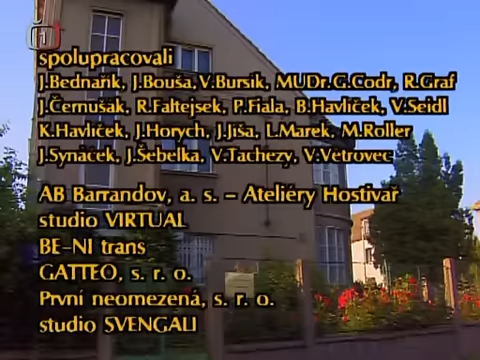 spolupracovali
J.Bednařík, J.Bouša, V.Bursík, MUDr.G.Codr, R.Graf
J.Černušák, R.Faltejsek, P.Fiala, B.Havlíček, V.Seidl
K.Havlíček, J.Horych, J.Jíša, L.Marek, M.Roller
J.Synáček, J.Šebelka, V.Tachezy, V.Vetrovec
AB Barrandov, a. s. – Ateliéry Hostivař
studio VIRTUAL
BE–NI trans
GATTEO, s. r. o.
První neomezená, s. r. o.
studio SVENGALI